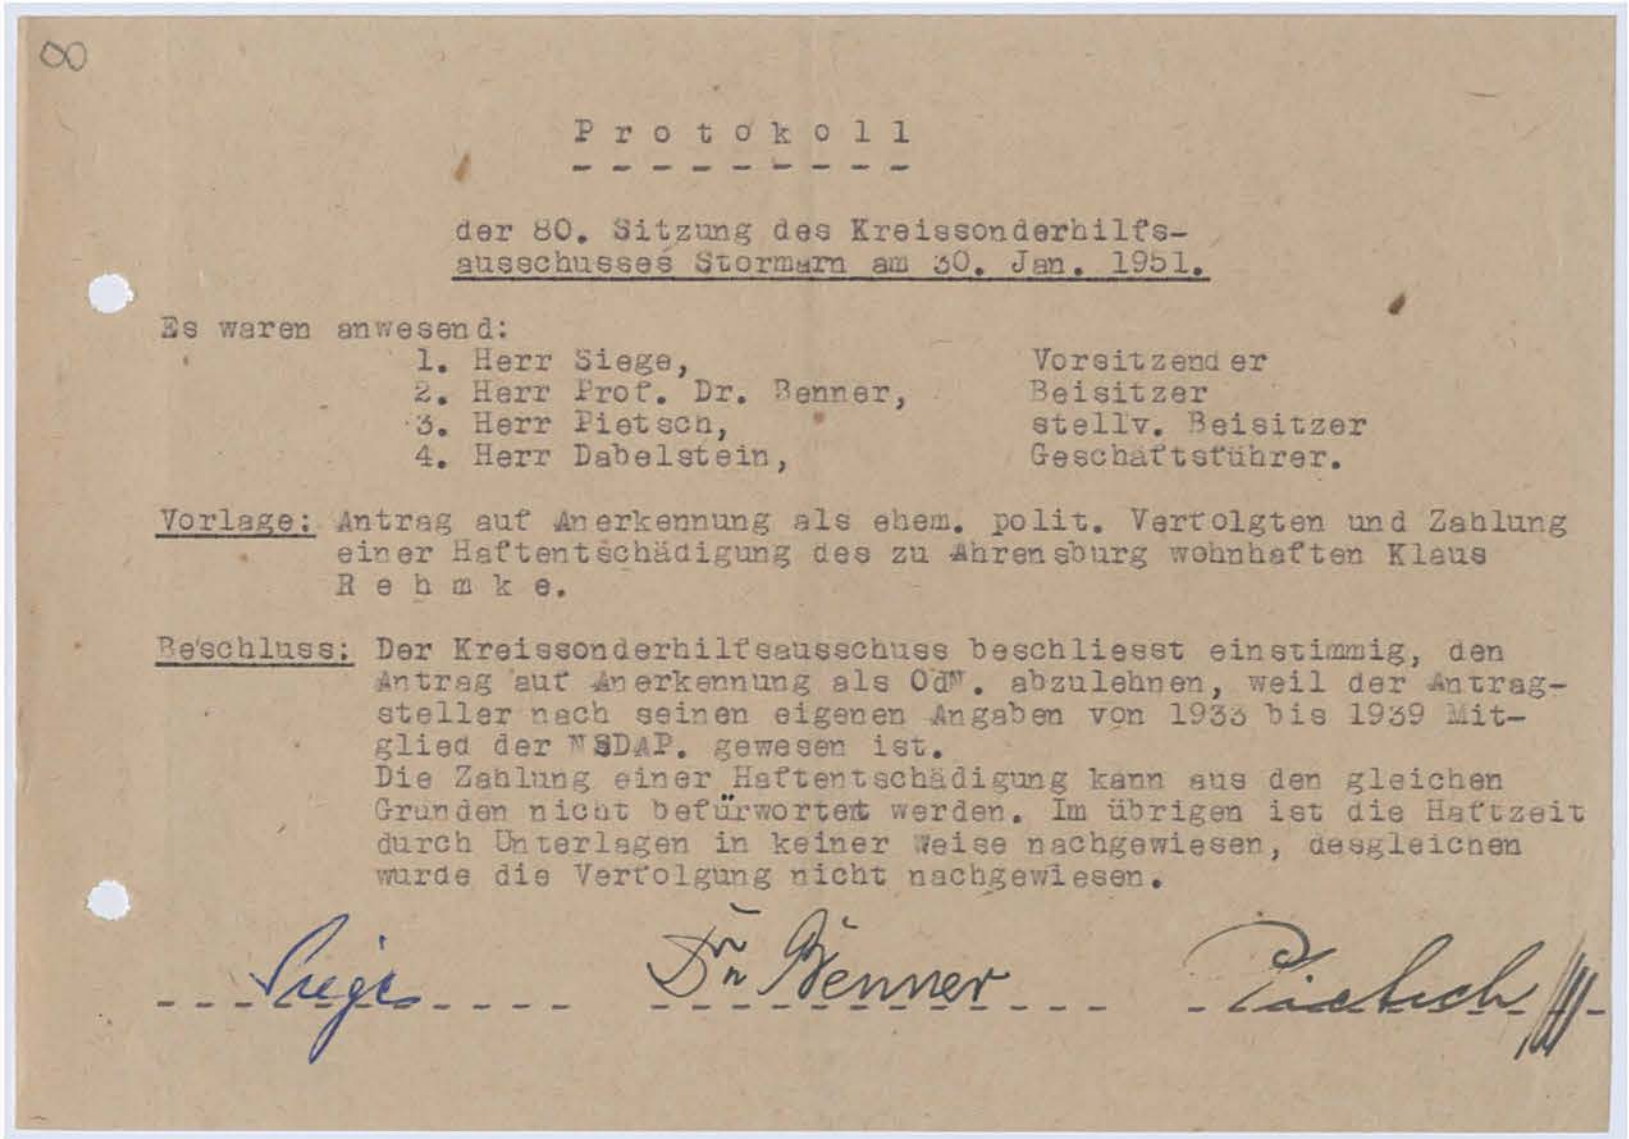 8
P r o t o k o l l
- - - - - - - - -
der 80. Sitzung des Kreissonderhilfs-
ausschusses Stormarn am 30. Jan. 1951.
Es waren anwesend:
1. Herr Siege, Vorsitzender
2. Herr Prof. Dr. Benner, Beisitzer
3. Herr Pietsch, stellv. Beisitzer
4. Herr Dabelstein, Geschäftsführer.
Vorlage: Antrag auf Anerkennung als ehem. polit. Verfolgten und Zahlung
einer Haftentschädigung des zu Ahrensburg wohnhaften Klaus
R e h m k e.
Beschluss: Der Kreissonderhilfsausschuss beschliesst einstimmig, den
Antrag auf Anerkennung als OdN. abzulehnen, weil der Antrag-
steller nach seinen eigenen Angaben von 1933 bis 1939 Mit-
glied der NSDAP. gewesen ist.
Die Zahlung einer Haftentschädigung kann aus den gleichen
Gründen nicht befürwortet werden. Im übrigen ist die Haftzeit
durch Unterlagen in keiner Weise nachgewiesen, desgleichen
wurde die Verfolgung nicht nachgewiesen.
Siege Dr. Benner Pietsch